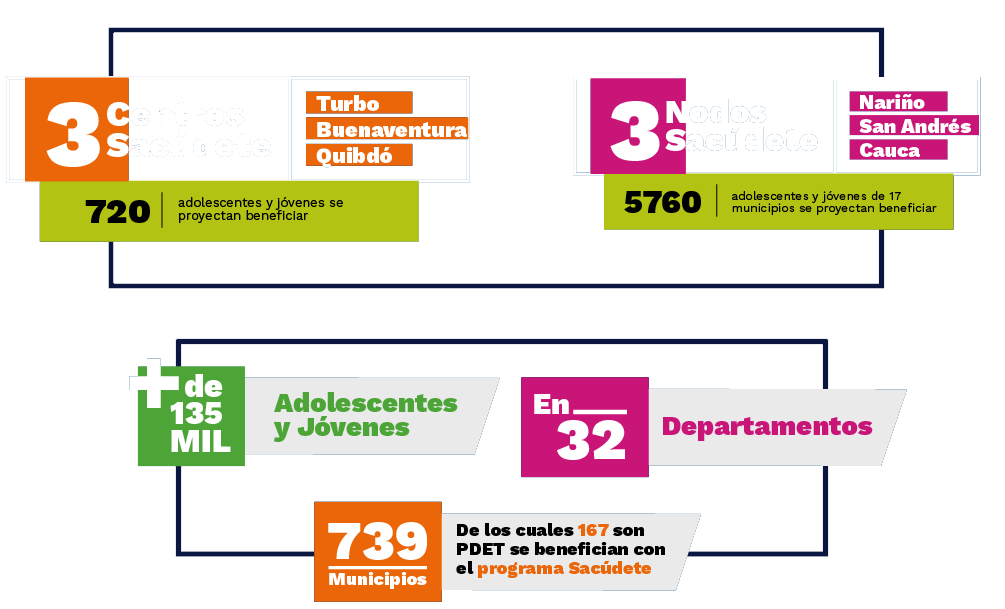 3 Centros
Sacúdete
Turbo
Buenaventura
Quibdó
720
adolescentes y jóvenes se
proyectan beneficiar
3 Nodos
Sacúdete
Nariño
San Andrés
Cauca
5760
adolescentes y jóvenes de 17
municipios se proyectan beneficiar
+ de
135
MIL
Adolescentes
y Jóvenes
En
32
Departamentos
739
Municipios
De los cuales 167 son
PDET se benefician con
el programa Sacúdete